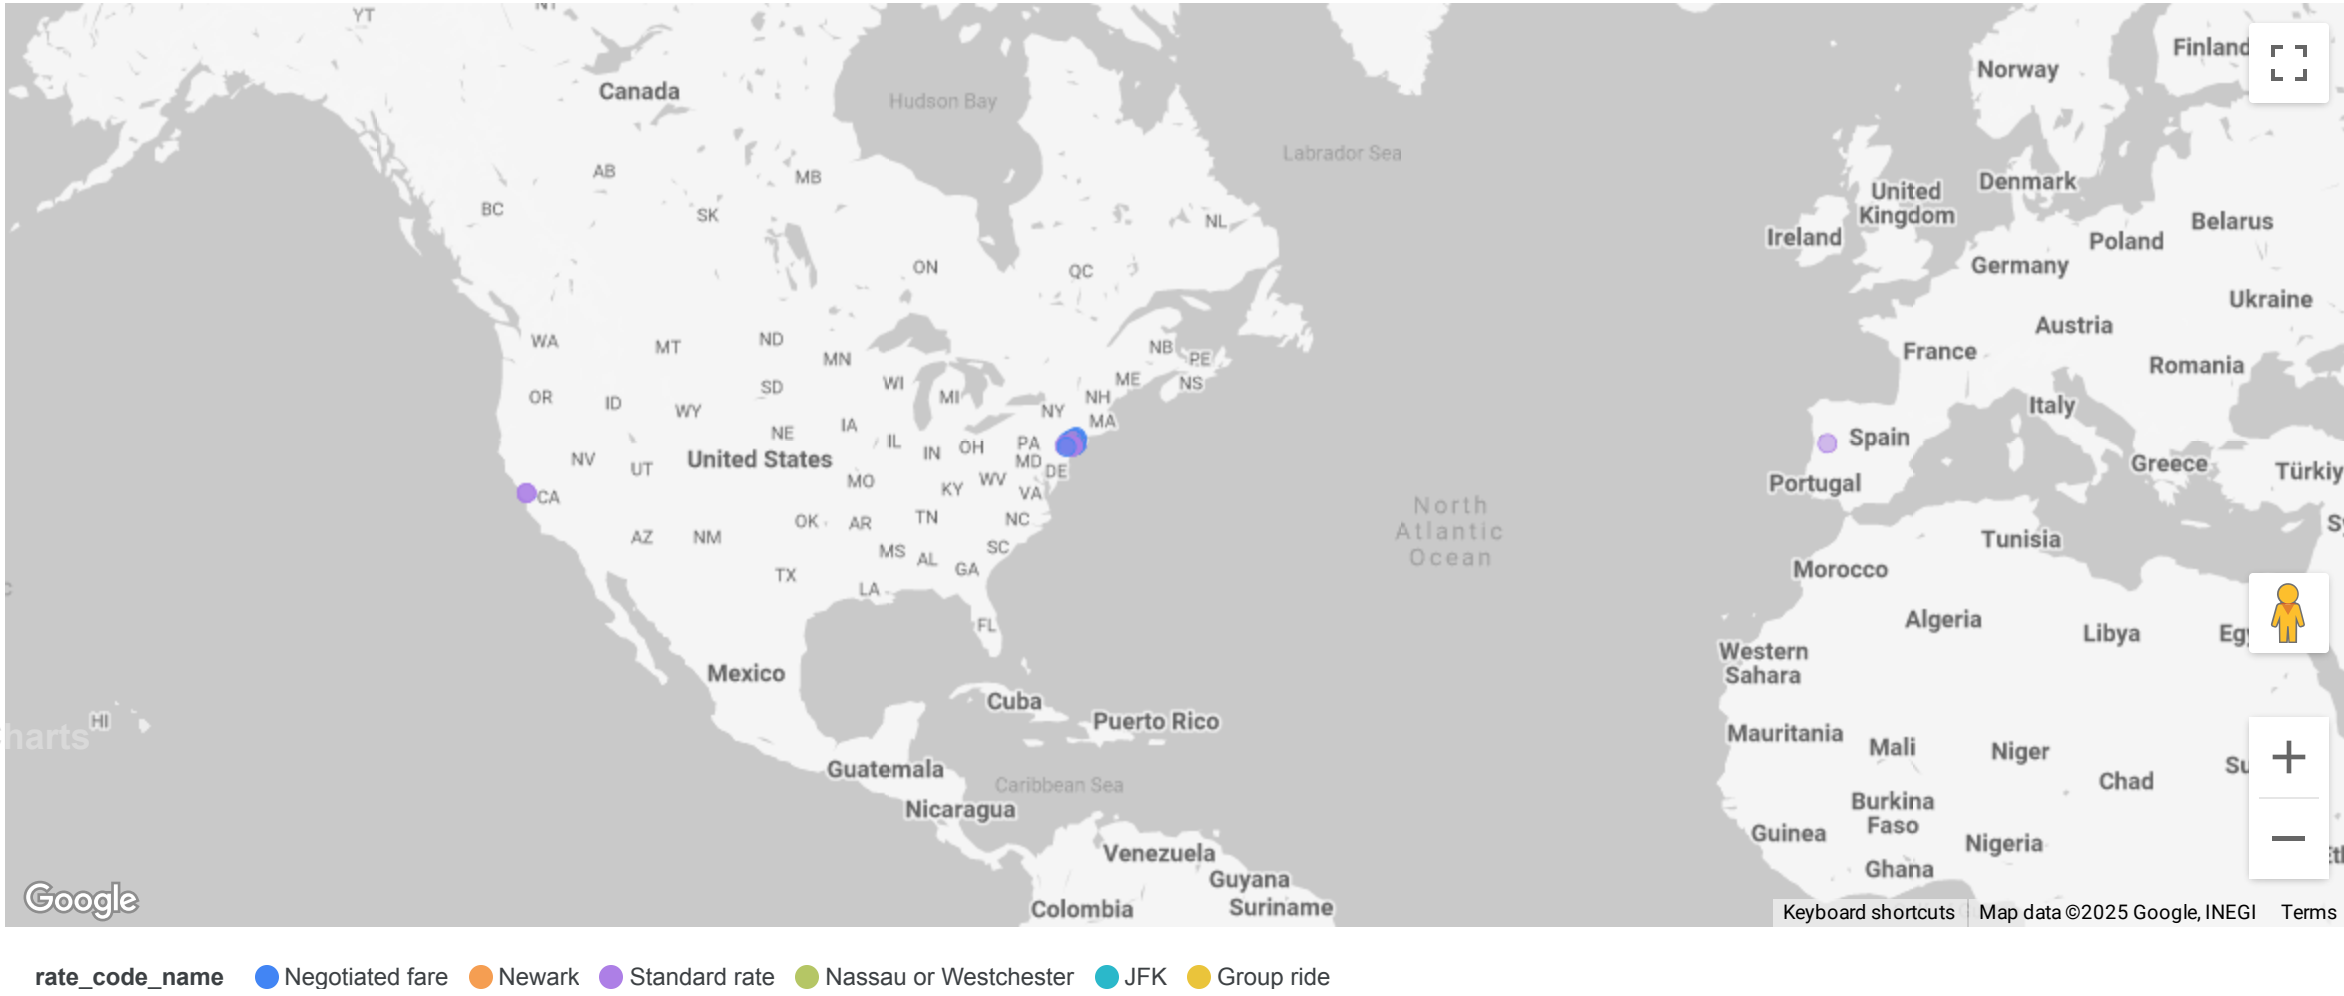 YT
NT
Finland
Norway
Canada
Hudson Bay
Labrador Sea
AB
MB
United
Kingdom
Denmark
BC
SK
NL
Belarus
Ireland
Poland
ON
QC
Germany
Ukraine
WA
MT
ND
MN
NB
PE
Austria
France
Romania
OR
ID
WY
SD
WI
MI
ME
NS
NH
NY
MA
Italy
NE
IA
IL
IN
OH
PA
Spain
NV
UT
United States
MO
MD
DE
Greece
Türkiy
CA
KY
WV
VA
Portugal
North
Atlantic
Ocean
AZ
NM
OK
AR
TN
NC
Tunisia
Sy
MS
AL
GA
SC
TX
LA
Morocco
FL
Algeria
Libya
Egy
Western
Sahara
Mexico
Cuba
Puerto Rico
HI
harts
Mauritania
Mali
Niger
Su
Chad
Guatemala
Caribbean Sea
Nicaragua
Burkina
Faso
Guinea
Nigeria
Ghana
Venezuela
Guyana
Colombia
Suriname
Google
Keyboard shortcuts Map data ©2025 Google, INEGI Terms
rate_code_name Negotiated fare Newark Standard rate Nassau or Westchester JFK Group ride